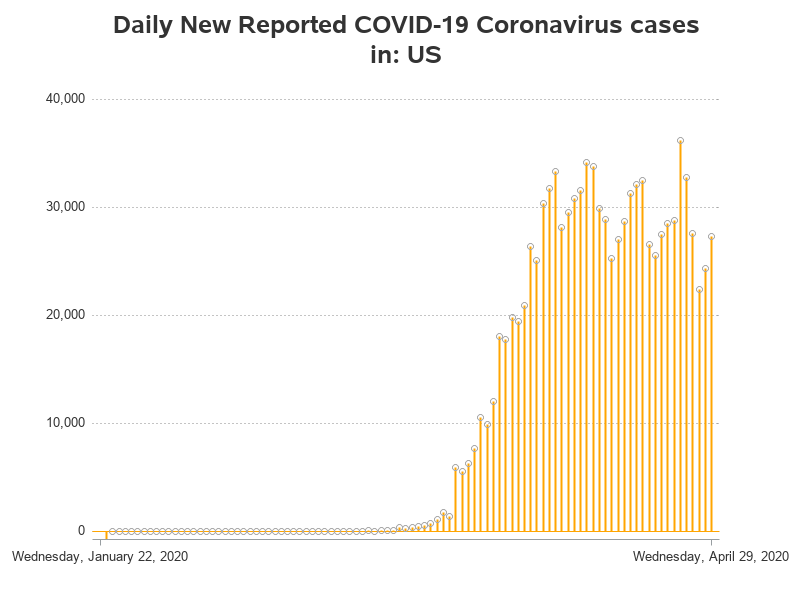 Daily New Reported COVID-19 Coronavirus cases
in: US
40,000
30,000
20,000
10,000
0
Wednesday, January 22, 2020 Wednesday, April 29, 2020